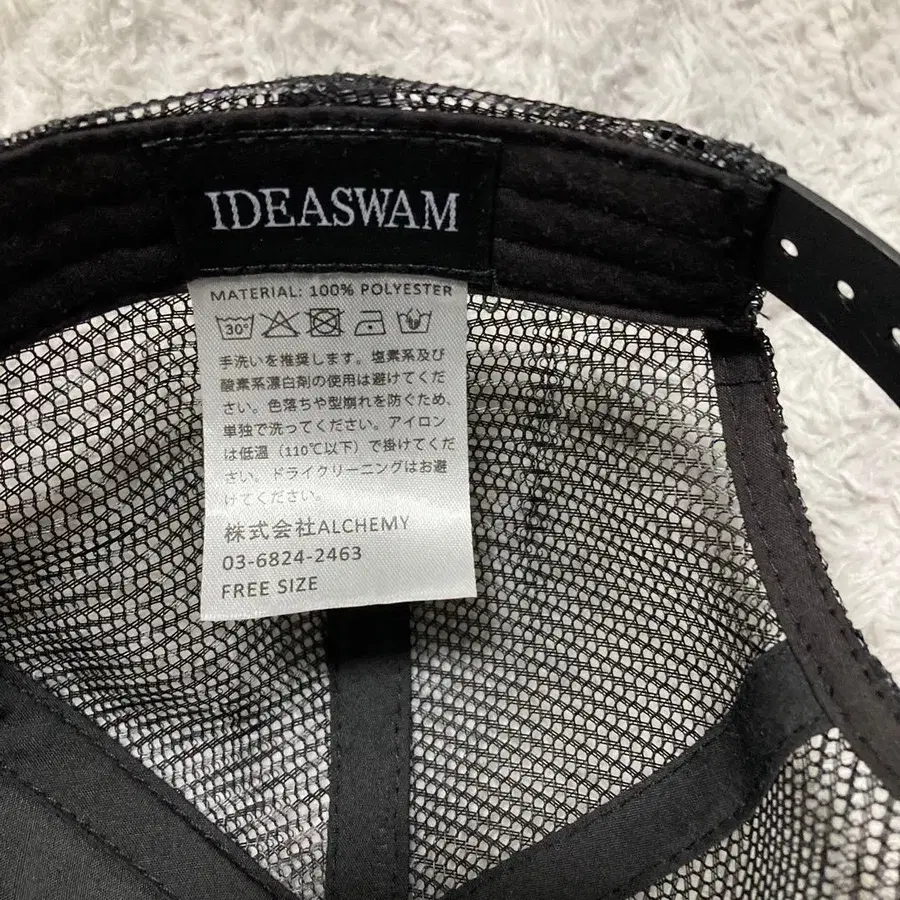 IDEASWAM
MATERIAL: 100% POLYESTER
30°
手洗いを推奨します。塩素系及び
酸素系漂白剤の使用は避けてくだ
さい。色落ちや型崩れを防ぐため、
単独で洗ってください。アイロン
は低温（110℃以下）で掛けてくだ
さい。ドライクリーニングはお避
けてください。
株式会社ALCHEMY
03-6824-2463
FREE SIZE